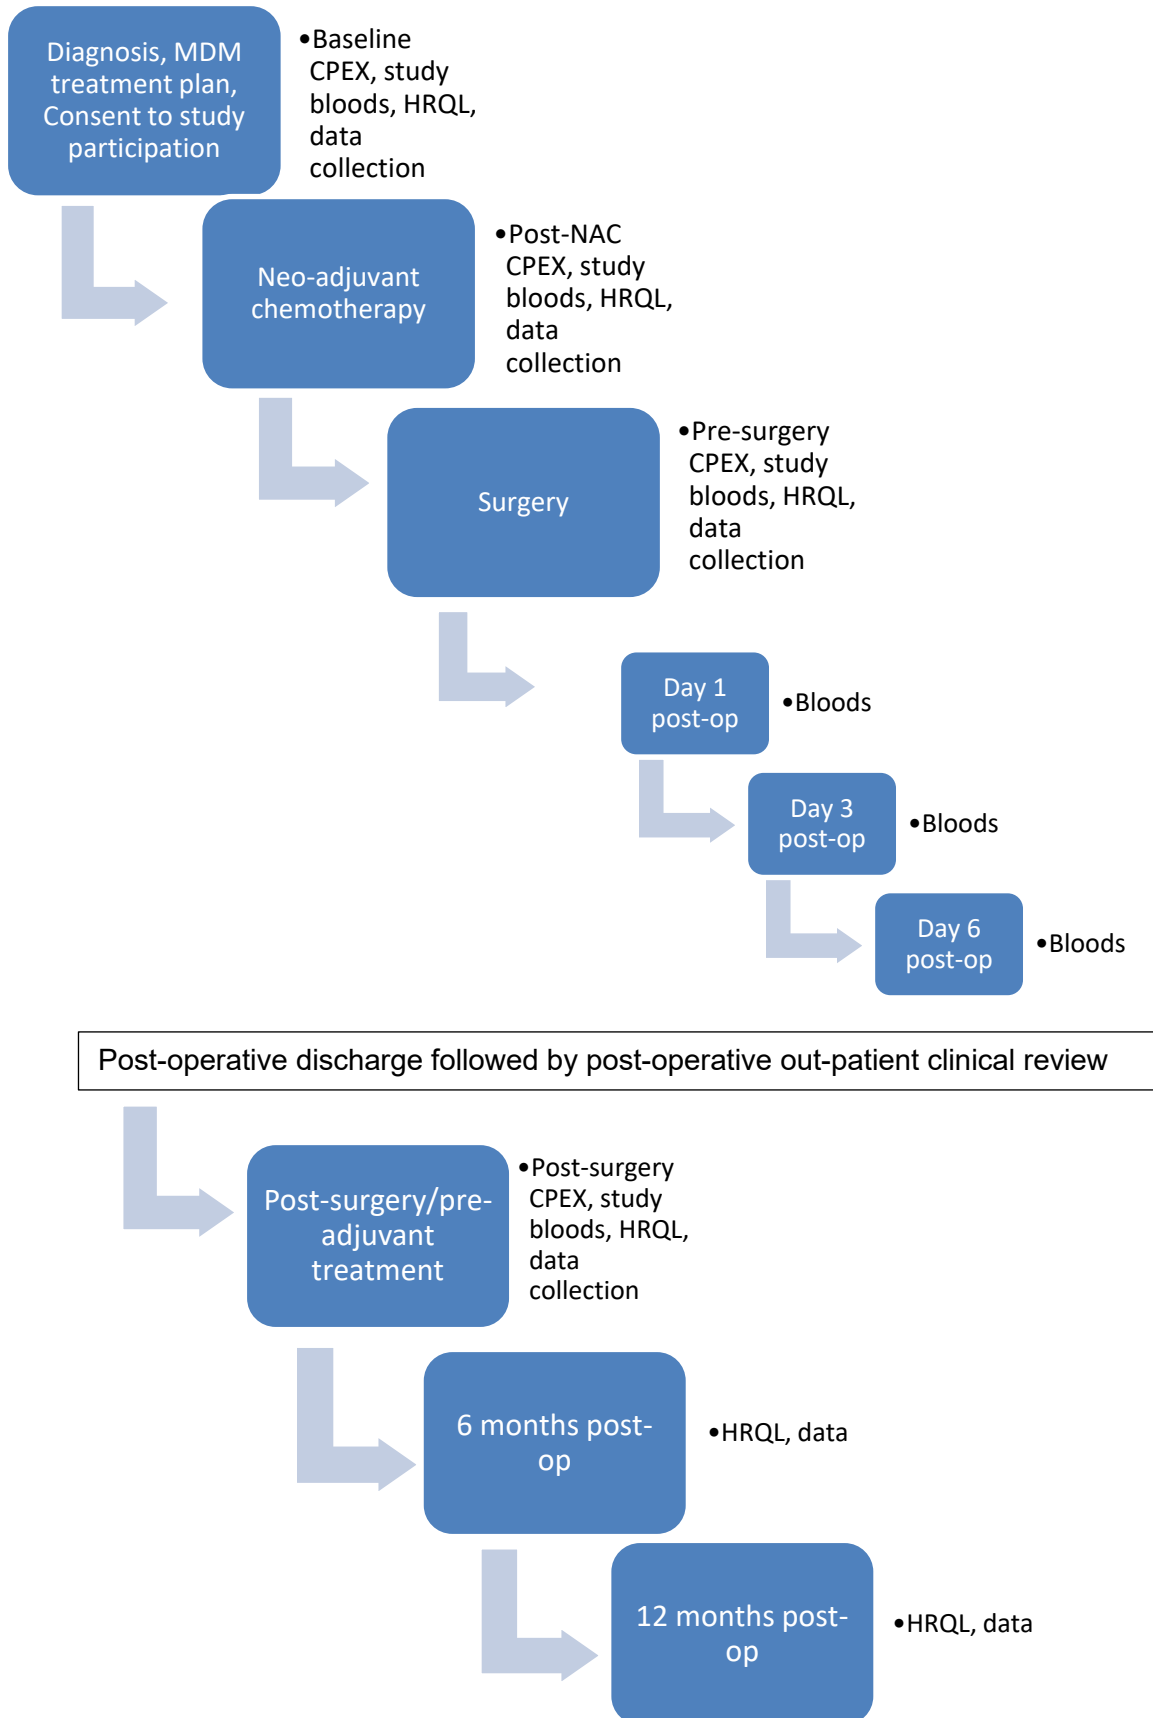 Diagnosis, MDM
treatment plan,
Consent to study
participation
•Baseline
CPEX, study
bloods, HRQL,
data
collection
Neo-adjuvant
chemotherapy
•Post-NAC
CPEX, study
bloods, HRQL,
data
collection
Surgery
•Pre-surgery
CPEX, study
bloods, HRQL,
data
collection
Day 1
post-op
•Bloods
Day 3
post-op
•Bloods
Day 6
post-op
•Bloods
Post-operative discharge followed by post-operative out-patient clinical review
Post-surgery/pre-
adjuvant
treatment
•Post-surgery
CPEX, study
bloods, HRQL,
data
collection
6 months post-
op
•HRQL, data
12 months post-
op
•HRQL, data